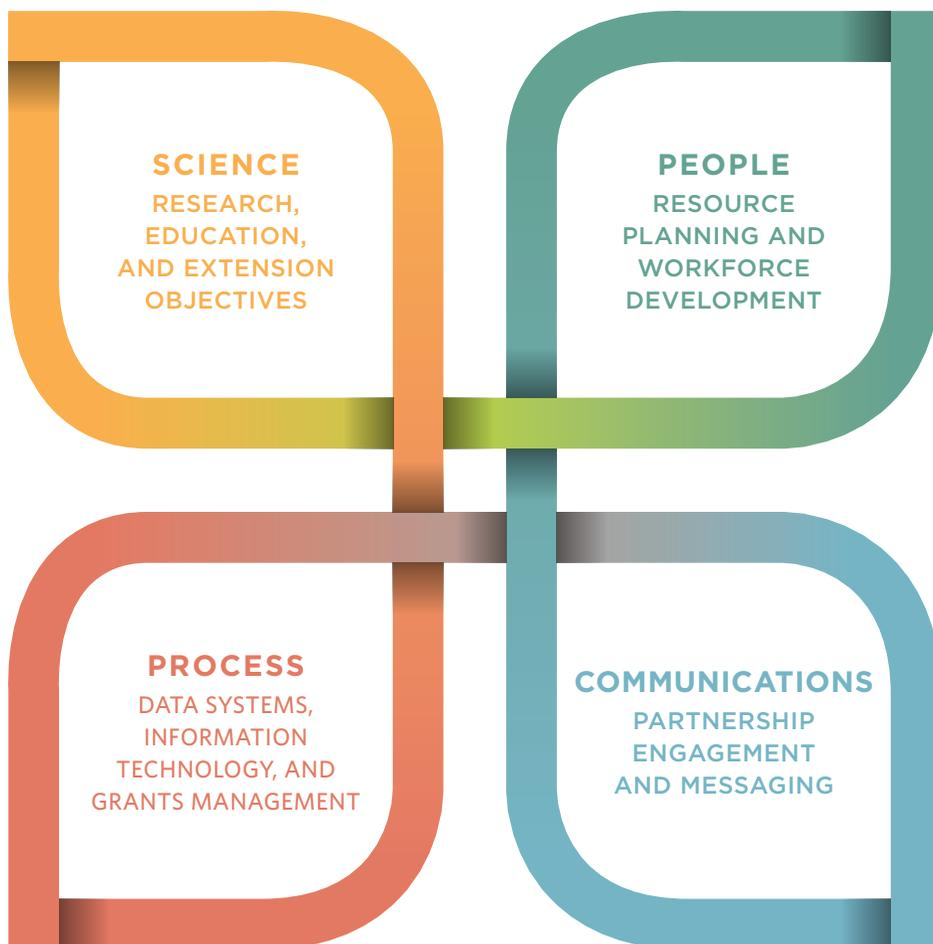 SCIENCE
RESEARCH,
EDUCATION,
AND EXTENSION
OBJECTIVES
PEOPLE
RESOURCE
PLANNING AND
WORKFORCE
DEVELOPMENT
PROCESS
DATA SYSTEMS,
INFORMATION
TECHNOLOGY, AND
GRANTS MANAGEMENT
COMMUNICATIONS
PARTNERSHIP
ENGAGEMENT
AND MESSAGING